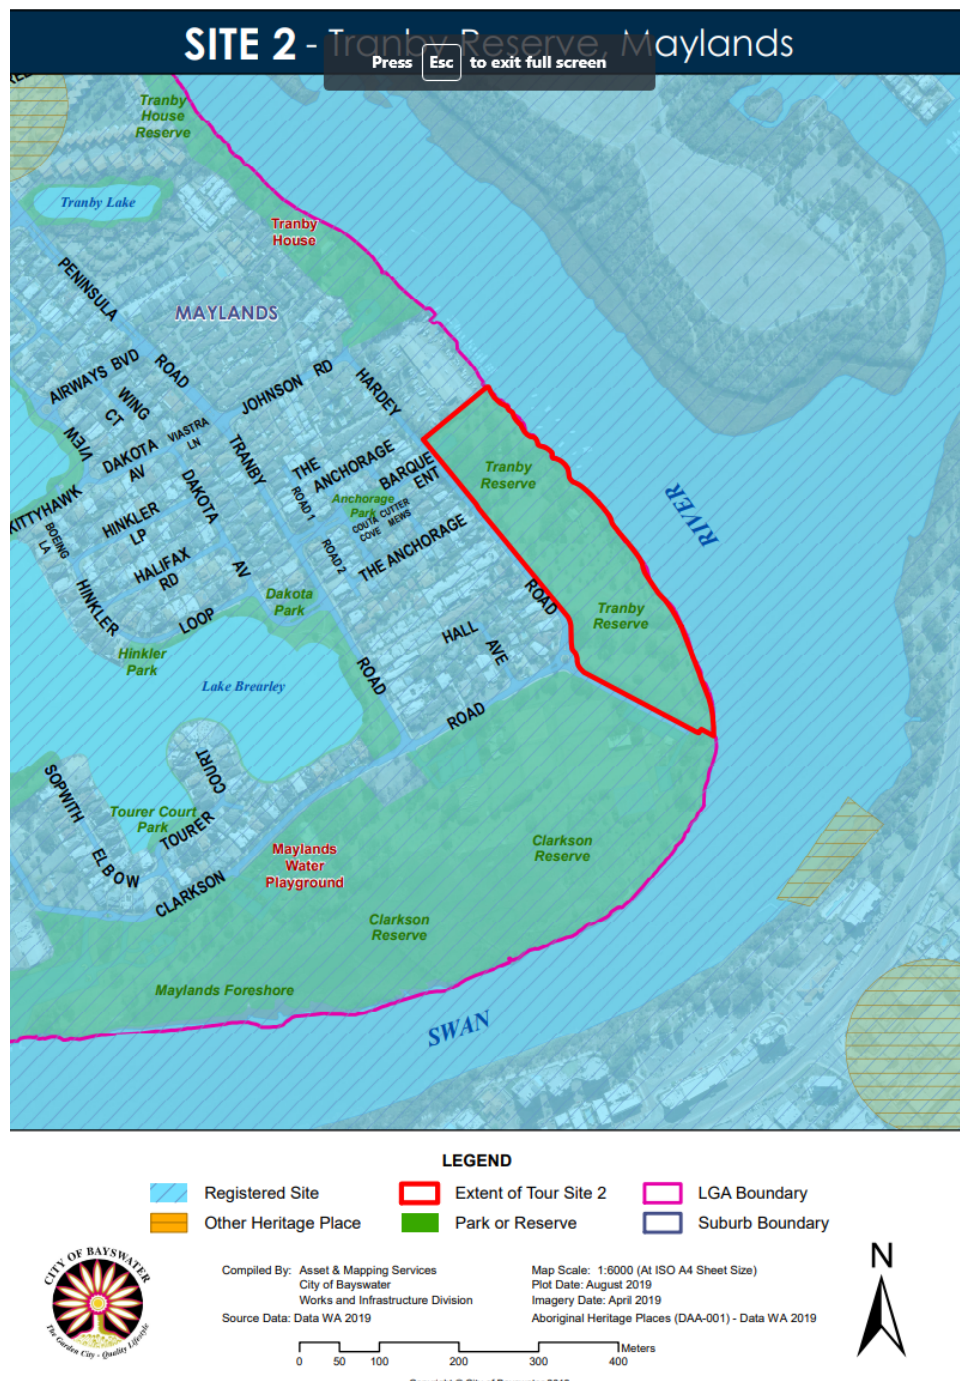 SITE 2 - Tranby Reserve, Maylands
Press Esc to exit full screen
Tranby
House
Reserve
Tranby Lake
Tranby
House
PENINSULA
MAYLANDS
AIRWAYS BVD
ROAD
WING
CT
JOHNSON RD
HARDEY
VIEW
DAKOTA
AV
VIASTRA
LN
TRANBY
THE
ANCHORAGE
BARQUE
ENT
Tranby
Reserve
KITTYHAWK
DAKOTA
ROAD 1
Anchorage
Park
COUTA
COVE
CUTTER
MEWS
RIVER
BOEING
LA
HINKLER
LP
THE ANCHORAGE
ROAD 2
HALIFAX
RD
AV
HINKLER
LOOP
Dakota
Park
ROAD
Tranby
Reserve
HALL
AVE
Hinkler
Park
ROAD
Lake Brearley
ROAD
SOPWITH
COURT
Tourer Court
Park
TOURER
ELBOW
CLARKSON
Maylands
Water
Playground
Clarkson
Reserve
Clarkson
Reserve
Maylands Foreshore
SWAN
LEGEND
Registered Site
Extent of Tour Site 2
LGA Boundary
Other Heritage Place
Park or Reserve
Suburb Boundary
CITY OF BAYSWATER
The Garden City - Quality Lifestyle
Compiled By: Asset & Mapping Services
City of Bayswater
Works and Infrastructure Division
Source Data: Data WA 2019
Map Scale: 1:6000 (At ISO A4 Sheet Size)
Plot Date: August 2019
Imagery Date: April 2019
Aboriginal Heritage Places (DAA-001) - Data WA 2019
N
0 50 100 200 300 400 Meters